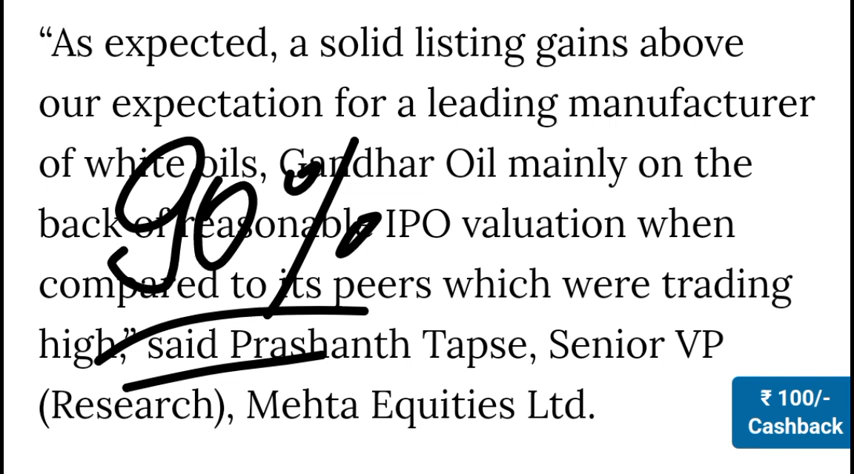 “As expected, a solid listing gains above
our expectation for a leading manufacturer
of white oils, Gandhar Oil mainly on the
back of reasonable IPO valuation when
compared to its peers which were trading
high,” said Prashanth Tapse, Senior VP
(Research), Mehta Equities Ltd.
90%
₹ 100/-
Cashback